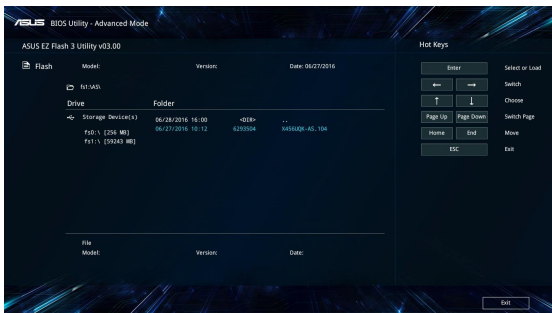 ASUS BIOS Utility - Advanced Mode
ASUS EZ Flash 3 Utility v03.00
Hot Keys
Flash
Model:
Version:
Date: 06/27/2016
fs1:\AS\
Drive
Folder
Storage Device(s)
fs0:\ [256 MB]
fs1:\ [59243 MB]
06/28/2016 16:00 <DIR> ..
06/27/2016 10:12 6293504 X456UQK-AS.104
File
Model:
Version:
Date:
Enter Select or Load
← → Switch
↑ ↓ Choose
Page Up Page Down Switch Page
Home End Move
ESC Exit
Exit